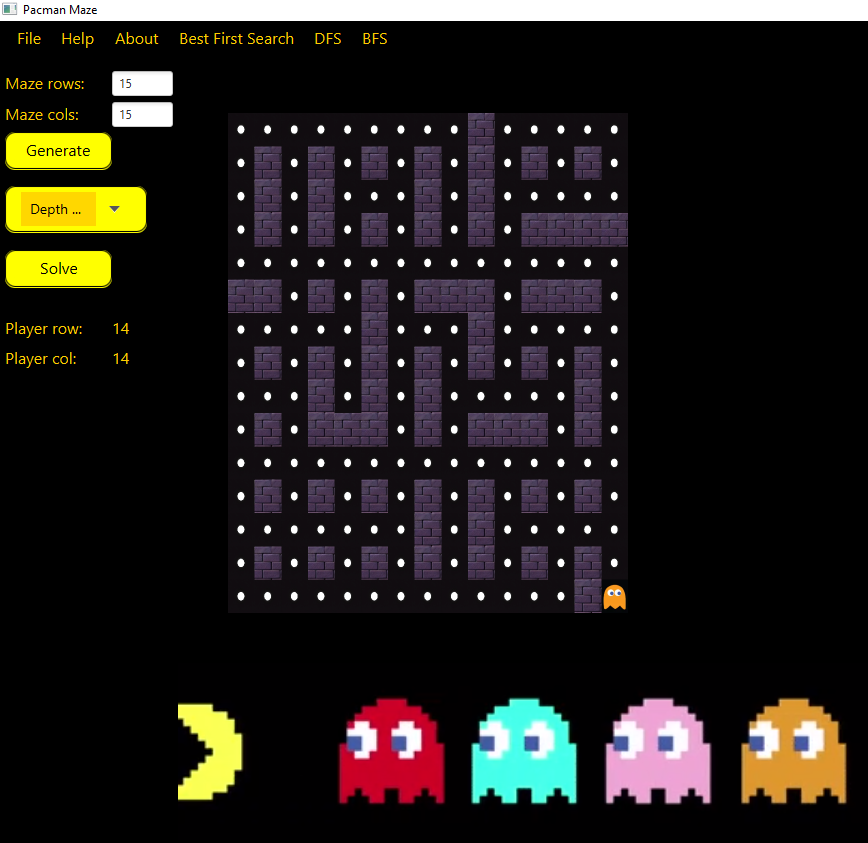 Pacman Maze
File Help About Best First Search DFS BFS
Maze rows: 15
Maze cols: 15
Generate
Depth ...
Solve
Player row: 14
Player col: 14